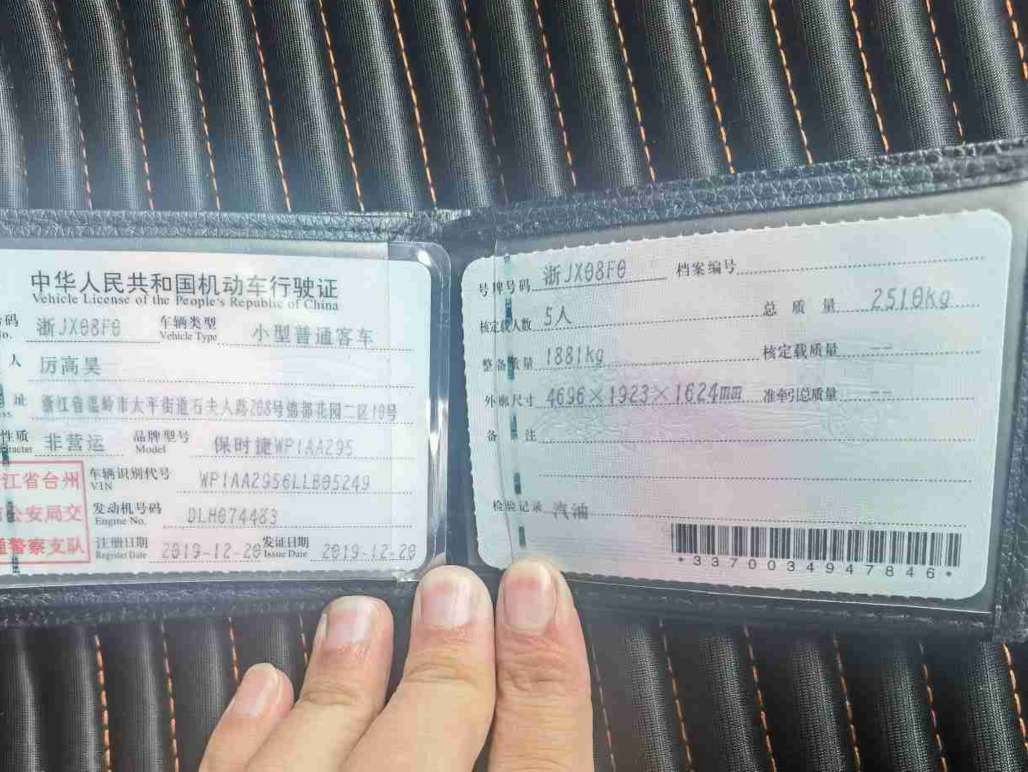 中华人民共和国机动车行驶证
Vehicle License of the People's Republic of China
号码 浙JX08F0 车辆类型 小型普通客车
No. Vehicle Type
人 厉高昊
址 浙江省温岭市太平街道石夫人路268号锦都花园二区10号
性质 非营运 品牌型号 保时捷WP1AA295
Model
江省台州
公安局交
通警察支队
车辆识别代号 WP1AA2956LLB05249
VIN
发动机号码 DLH074483
Engine No.
注册日期 2019-12-20 发证日期 2019-12-20
Register Date Issue Date
号牌号码 浙JX08F0 档案编号
核定载人数 5人 总质量 2510kg
整备质量 1881kg 核定载质量 --
外廓尺寸 4696×1923×1624mm 准牵引总质量 --
备注
检验记录 汽油
*3370034947846*